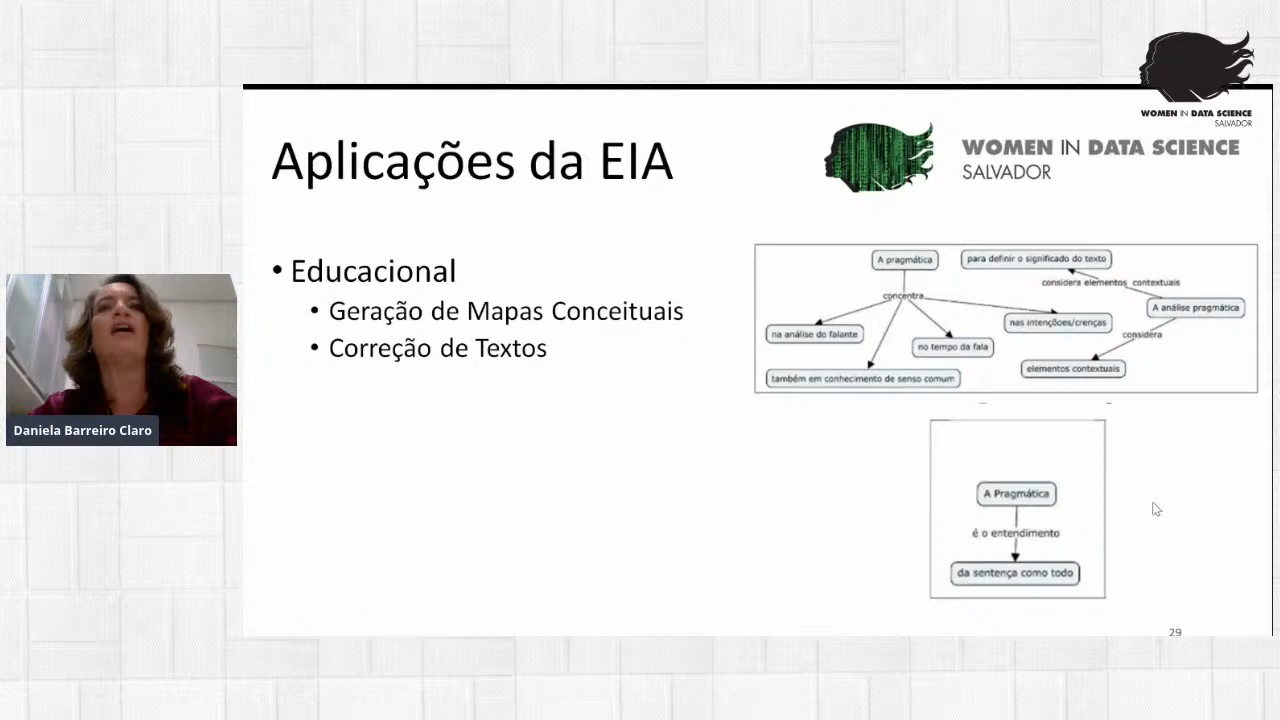 WOMEN IN DATA SCIENCE
SALVADOR
Aplicações da EIA
WOMEN IN DATA SCIENCE
SALVADOR
• Educacional
• Geração de Mapas Conceituais
• Correção de Textos
A pragmática
para definir o significado do texto
considera elementos contextuais
concentra
A análise pragmática
nas intenções/crenças
na análise do falante
considera
no tempo da fala
elementos contextuais
também em conhecimento de senso comum
Daniela Barreiro Claro
A Pragmática
é o entendimento
da sentença como todo
29